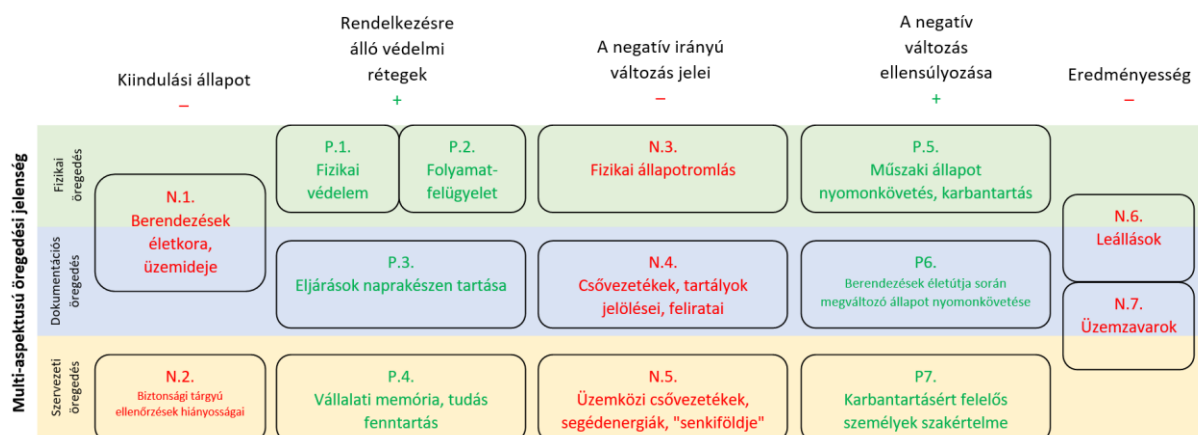 Kiindulási állapot
–
Rendelkezésre
álló védelmi
rétegek
+
A negatív irányú
változás jelei
–
A negatív
változás
ellensúlyozása
+
Eredményesség
–
Multi-aspektusú öregedési jelenség
Fizikai
öregedés
Dokumentációs
öregedés
Szervezeti
öregedés
N.1.
Berendezések
életkora,
üzemideje
P.1.
Fizikai
védelem
P.2.
Folyamat-
felügyelet
N.3.
Fizikai állapotromlás
P.5.
Műszaki állapot
nyomonkövetés, karbantartás
N.6.
Leállások
P.3.
Eljárások naprakészen tartása
N.4.
Csővezetékek, tartályok
jelölései, feliratai
P6.
Berendezések életútja során
megváltozó állapot nyomonkövetése
N.7.
Üzemzavarok
N.2.
Biztonsági tárgyú
ellenőrzések hiányosságai
P.4.
Vállalati memória, tudás
fenntartás
N.5.
Üzemközi csővezetékek,
segédenergiák, "senkiföldje"
P7.
Karbantartásért felelős
személyek szakértelme